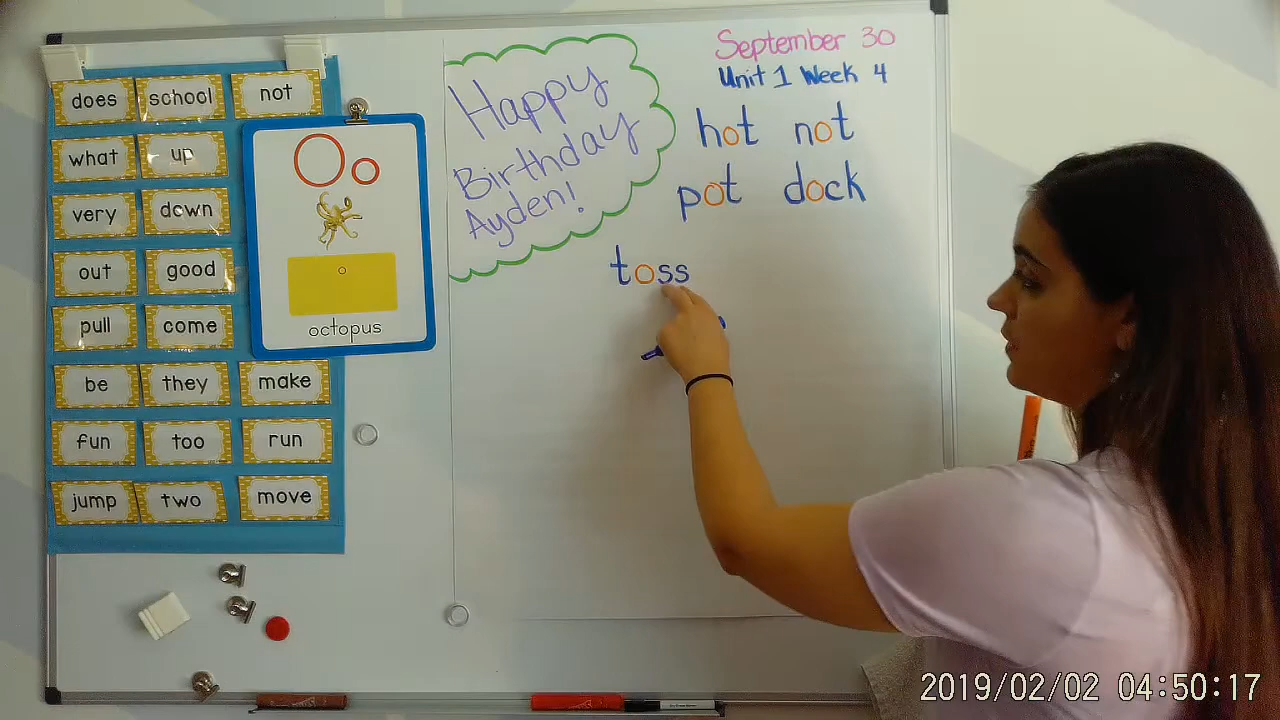 does school not
what up
very down
out good
pull come
be they make
fun too run
jump two move
Oo
o
octopus
Happy
Birthday
Ayden!
September 30
Unit 1 Week 4
hot not
pot dock
toss
2019/02/02 04:50:17